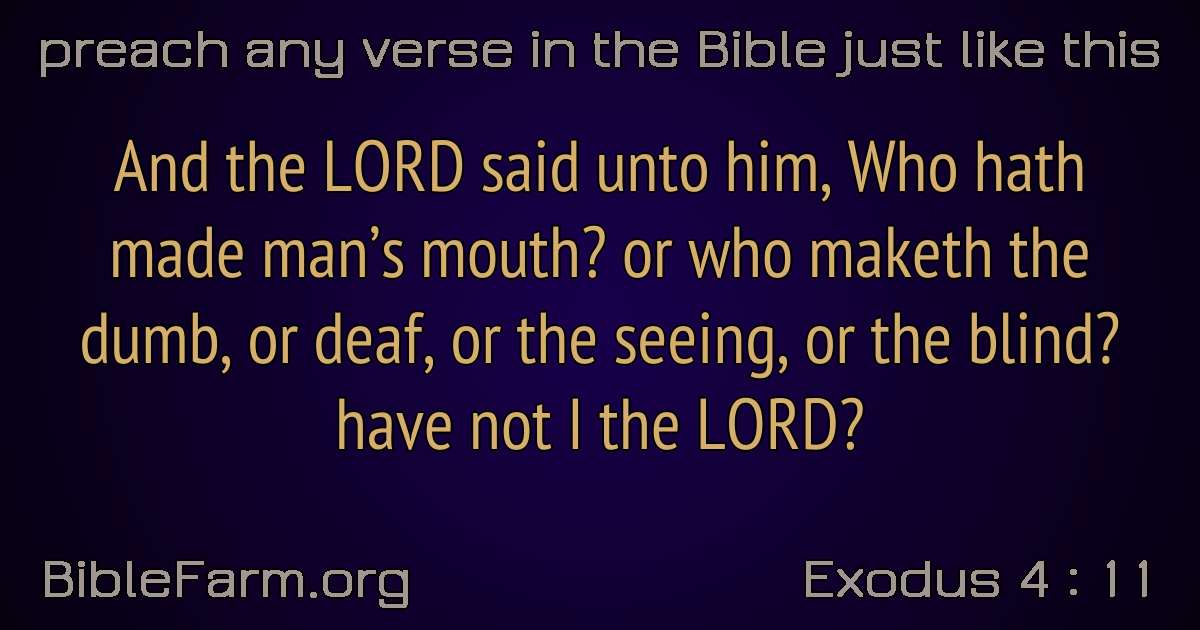 preach any verse in the Bible just like this
And the LORD said unto him, Who hath
made man’s mouth? or who maketh the
dumb, or deaf, or the seeing, or the blind?
have not I the LORD?
BibleFarm.org
Exodus 4 : 11